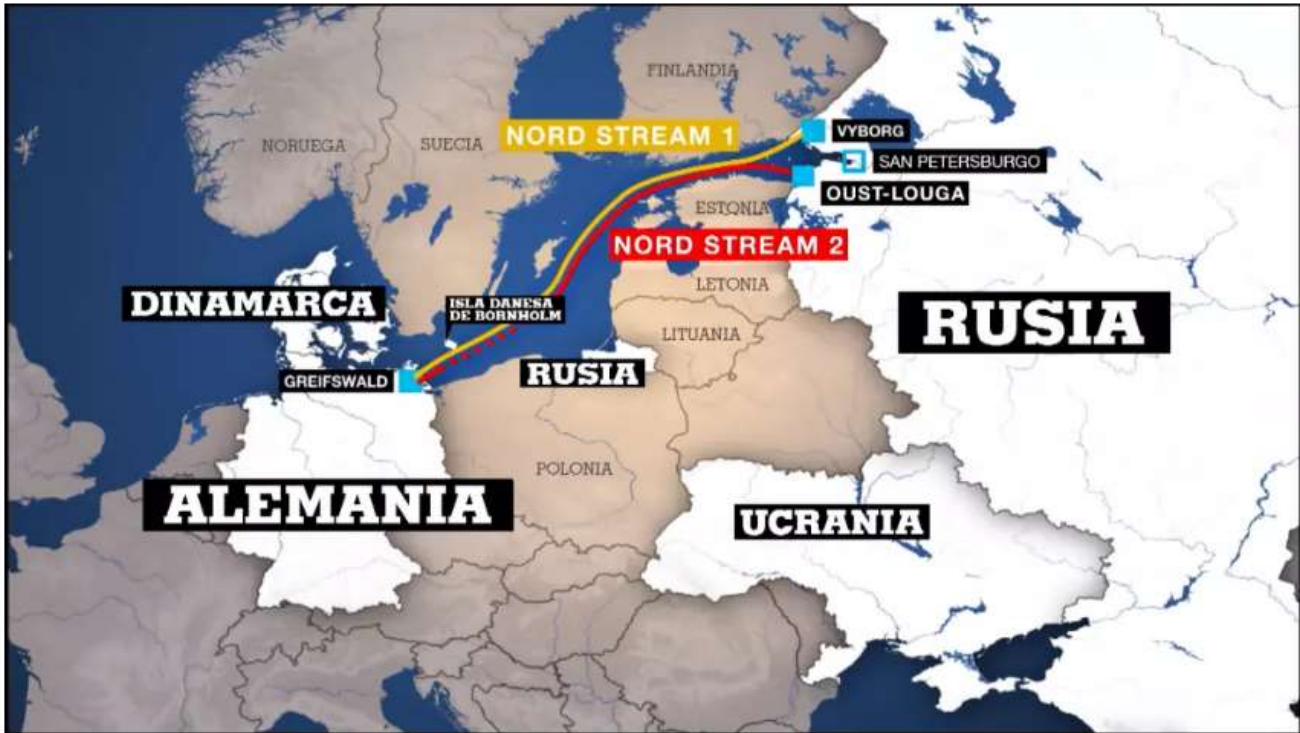 FINLANDIA
NORD STREAM 1
VYBORG
NORUEGA
SUECIA
SAN PETERSBURGO
OUST-LOUGA
ESTONIA
NORD STREAM 2
LETONIA
DINAMARCA
ISLA DANESA
DE BORNHOLM
RUSIA
LITUANIA
RUSIA
GREIFSWALD
POLONIA
ALEMANIA
UCRANIA